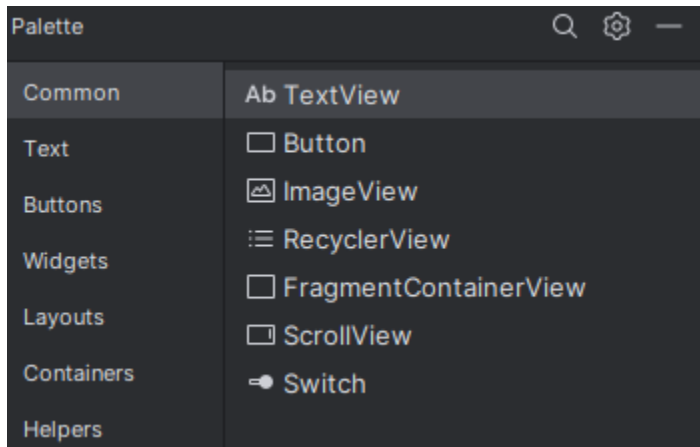 Palette
Common
Text
Buttons
Widgets
Layouts
Containers
Helpers
Ab TextView
Button
ImageView
RecyclerView
FragmentContainerView
ScrollView
Switch